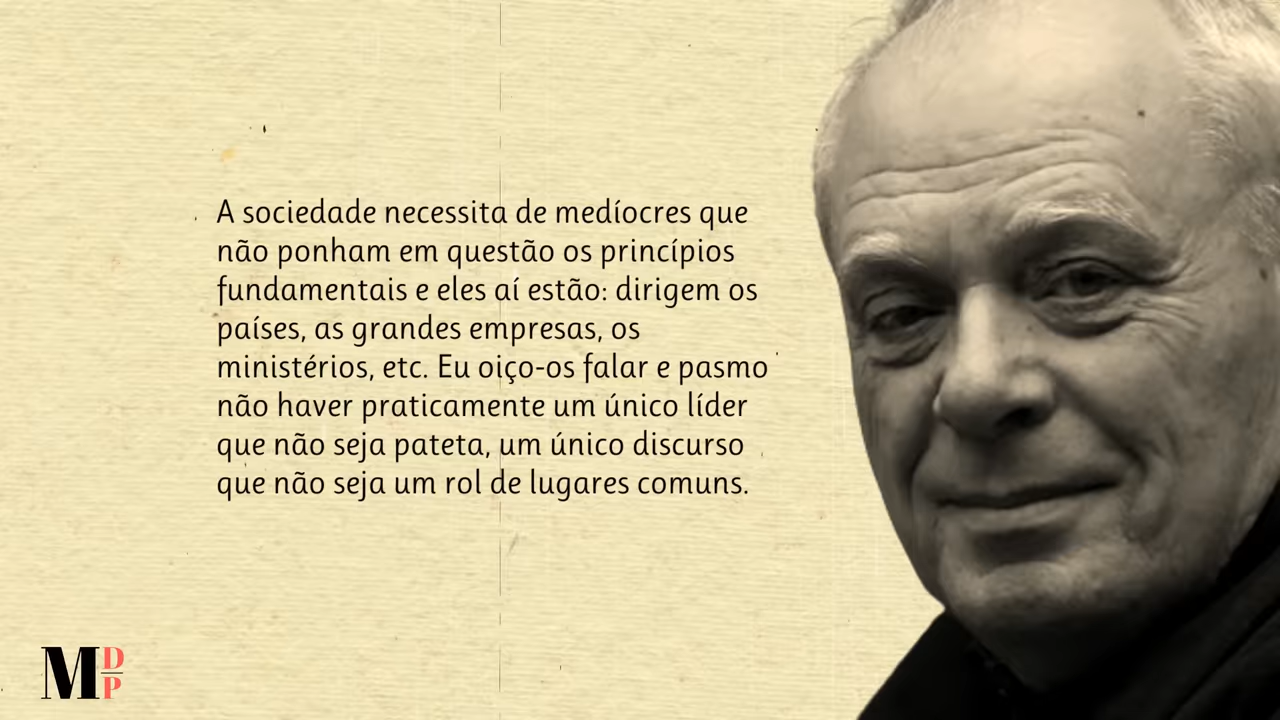 A sociedade necessita de medíocres que
não ponham em questão os princípios
fundamentais e eles aí estão: dirigem os
países, as grandes empresas, os
ministérios, etc. Eu oiço-os falar e pasmo
não haver praticamente um único líder
que não seja pateta, um único discurso
que não seja um rol de lugares comuns.
MDP